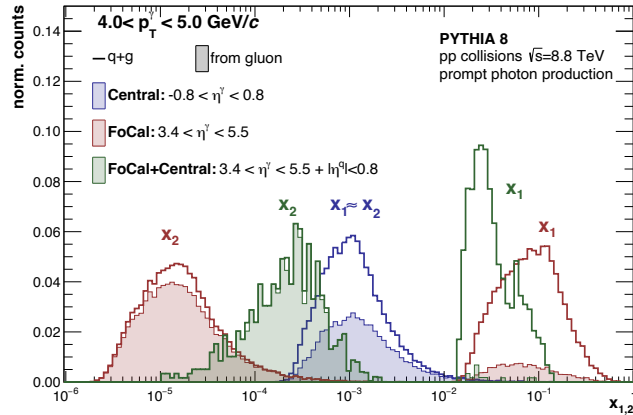 4.0< p_T^γ < 5.0 GeV/c
q+g
from gluon
Central: -0.8 < η^γ < 0.8
FoCal: 3.4 < η^γ < 5.5
FoCal+Central: 3.4 < η^γ < 5.5 + |η^q|<0.8
PYTHIA 8
pp collisions √s=8.8 TeV
prompt photon production
norm. counts
0.14
0.12
0.10
0.08
0.06
0.04
0.02
0.00
x₂
x₂
x₁≈ x₂
x₁
x₁
10⁻⁶
10⁻⁵
10⁻⁴
10⁻³
10⁻²
10⁻¹
x₁,₂